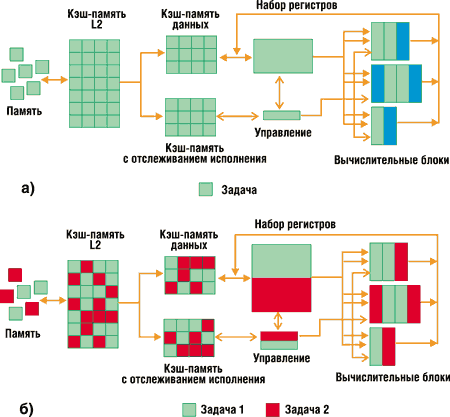 Кэш-память
L2
Кэш-память
данных
Набор регистров
Память
Кэш-память
с отслеживанием исполнения
Управление
Вычислительные блоки
а)
Задача
Кэш-память
L2
Кэш-память
данных
Набор регистров
Память
Кэш-память
с отслеживанием исполнения
Управление
Вычислительные блоки
б)
Задача 1
Задача 2